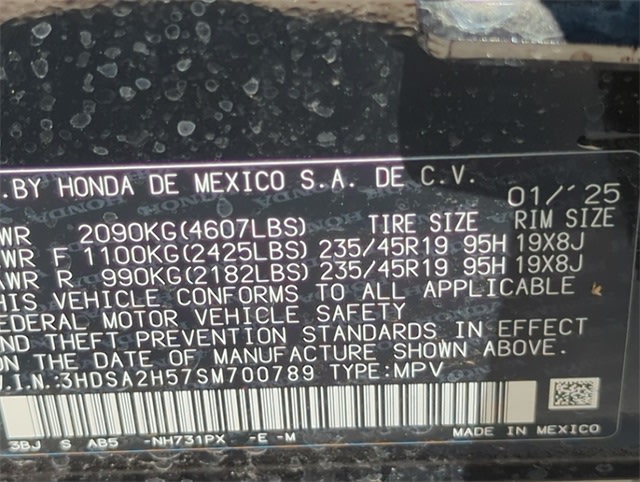 .BY HONDA DE MEXICO S.A. DE C.V. 01/'25
WR 2090KG(4607LBS) TIRE SIZE RIM SIZE
WR F 1100KG(2425LBS) 235/45R19 95H 19X8J
AWR R 990KG(2182LBS) 235/45R19 95H 19X8J
HIS VEHICLE CONFORMS TO ALL APPLICABLE
EDERAL MOTOR VEHICLE SAFETY
ND THEFT PREVENTION STANDARDS IN EFFECT
ON THE DATE OF MANUFACTURE SHOWN ABOVE.
V.I.N.:3HDSA2H57SM700789 TYPE:MPV
3BJ S AB5 -NH731PX -E -M MADE IN MEXICO